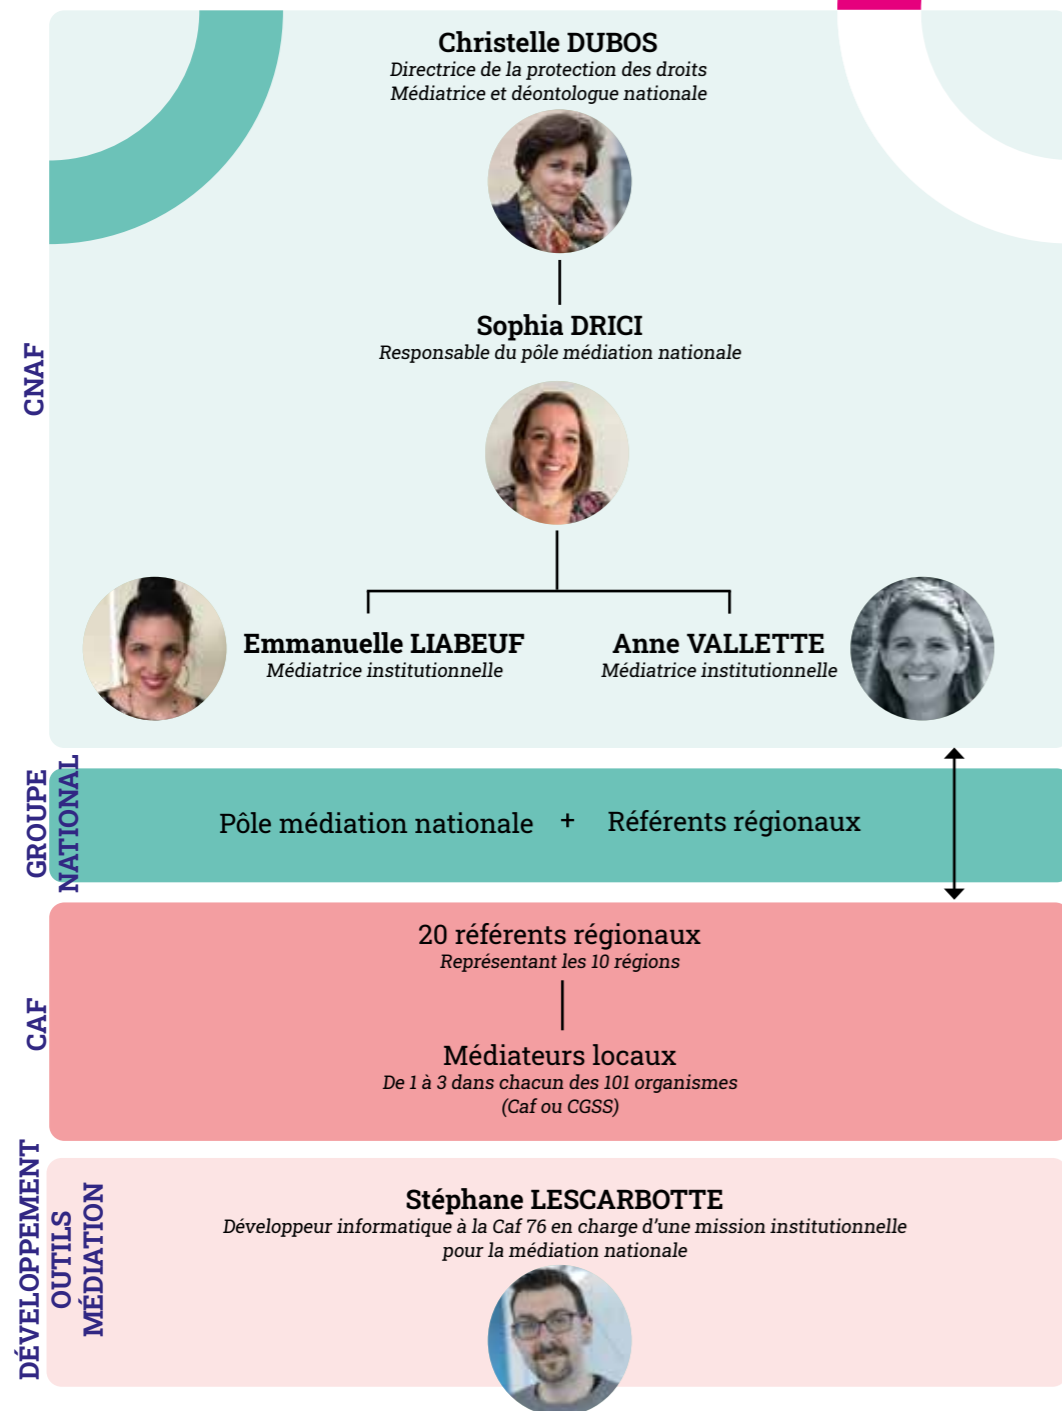 CNAF
Christelle DUBOS
Directrice de la protection des droits
Médiatrice et déontologue nationale
Sophia DRICI
Responsable du pôle médiation nationale
Emmanuelle LIABEUF
Médiatrice institutionnelle
Anne VALLETTE
Médiatrice institutionnelle
GROUPE
NATIONAL
Pôle médiation nationale + Référents régionaux
CAF
20 référents régionaux
Représentant les 10 régions
Médiateurs locaux
De 1 à 3 dans chacun des 101 organismes
(Caf ou CGSS)
DÉVELOPPEMENT
OUTILS
MÉDIATION
Stéphane LESCARBOTTE
Développeur informatique à la Caf 76 en charge d'une mission institutionnelle
pour la médiation nationale